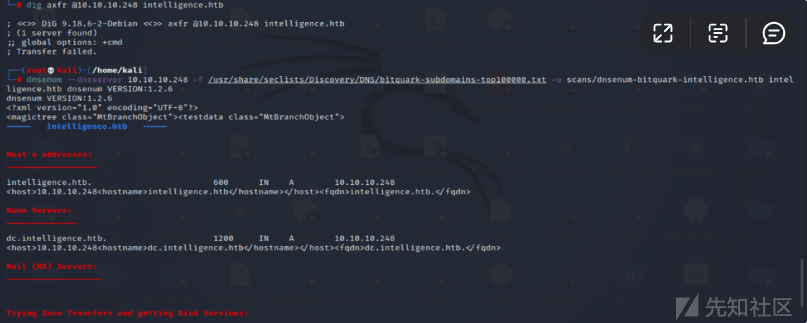 └─# dig axfr @10.10.10.248 intelligence.htb
; <<>> DiG 9.18.6-2-Debian <<>> axfr @10.10.10.248 intelligence.htb
; (1 server found)
;; global options: +cmd
; Transfer failed.
┌──(root💀kali)-[/home/kali]
└─# dnsenum --dnsserver 10.10.10.248 -f /usr/share/seclists/Discovery/DNS/bitquark-subdomains-top100000.txt -o scans/dnsenum-bitquark-intelligence.htb intel
ligence.htb dnsenum VERSION:1.2.6
dnsenum VERSION:1.2.6
<?xml version="1.0" encoding="UTF-8"?>
<magictree class="MtBranchObject"><testdata class="MtBranchObject">
----- intelligence.htb -----
Host's addresses:
intelligence.htb. 600 IN A 10.10.10.248
<host>10.10.10.248<hostname>intelligence.htb</hostname></host><fqdn>intelligence.htb.</fqdn>
Name Servers:
dc.intelligence.htb. 1200 IN A 10.10.10.248
<host>10.10.10.248<hostname>dc.intelligence.htb</hostname></host><fqdn>dc.intelligence.htb.</fqdn>
Mail (MX) Servers:
Trying Zone Transfers and getting Bind Versions:
先知社区